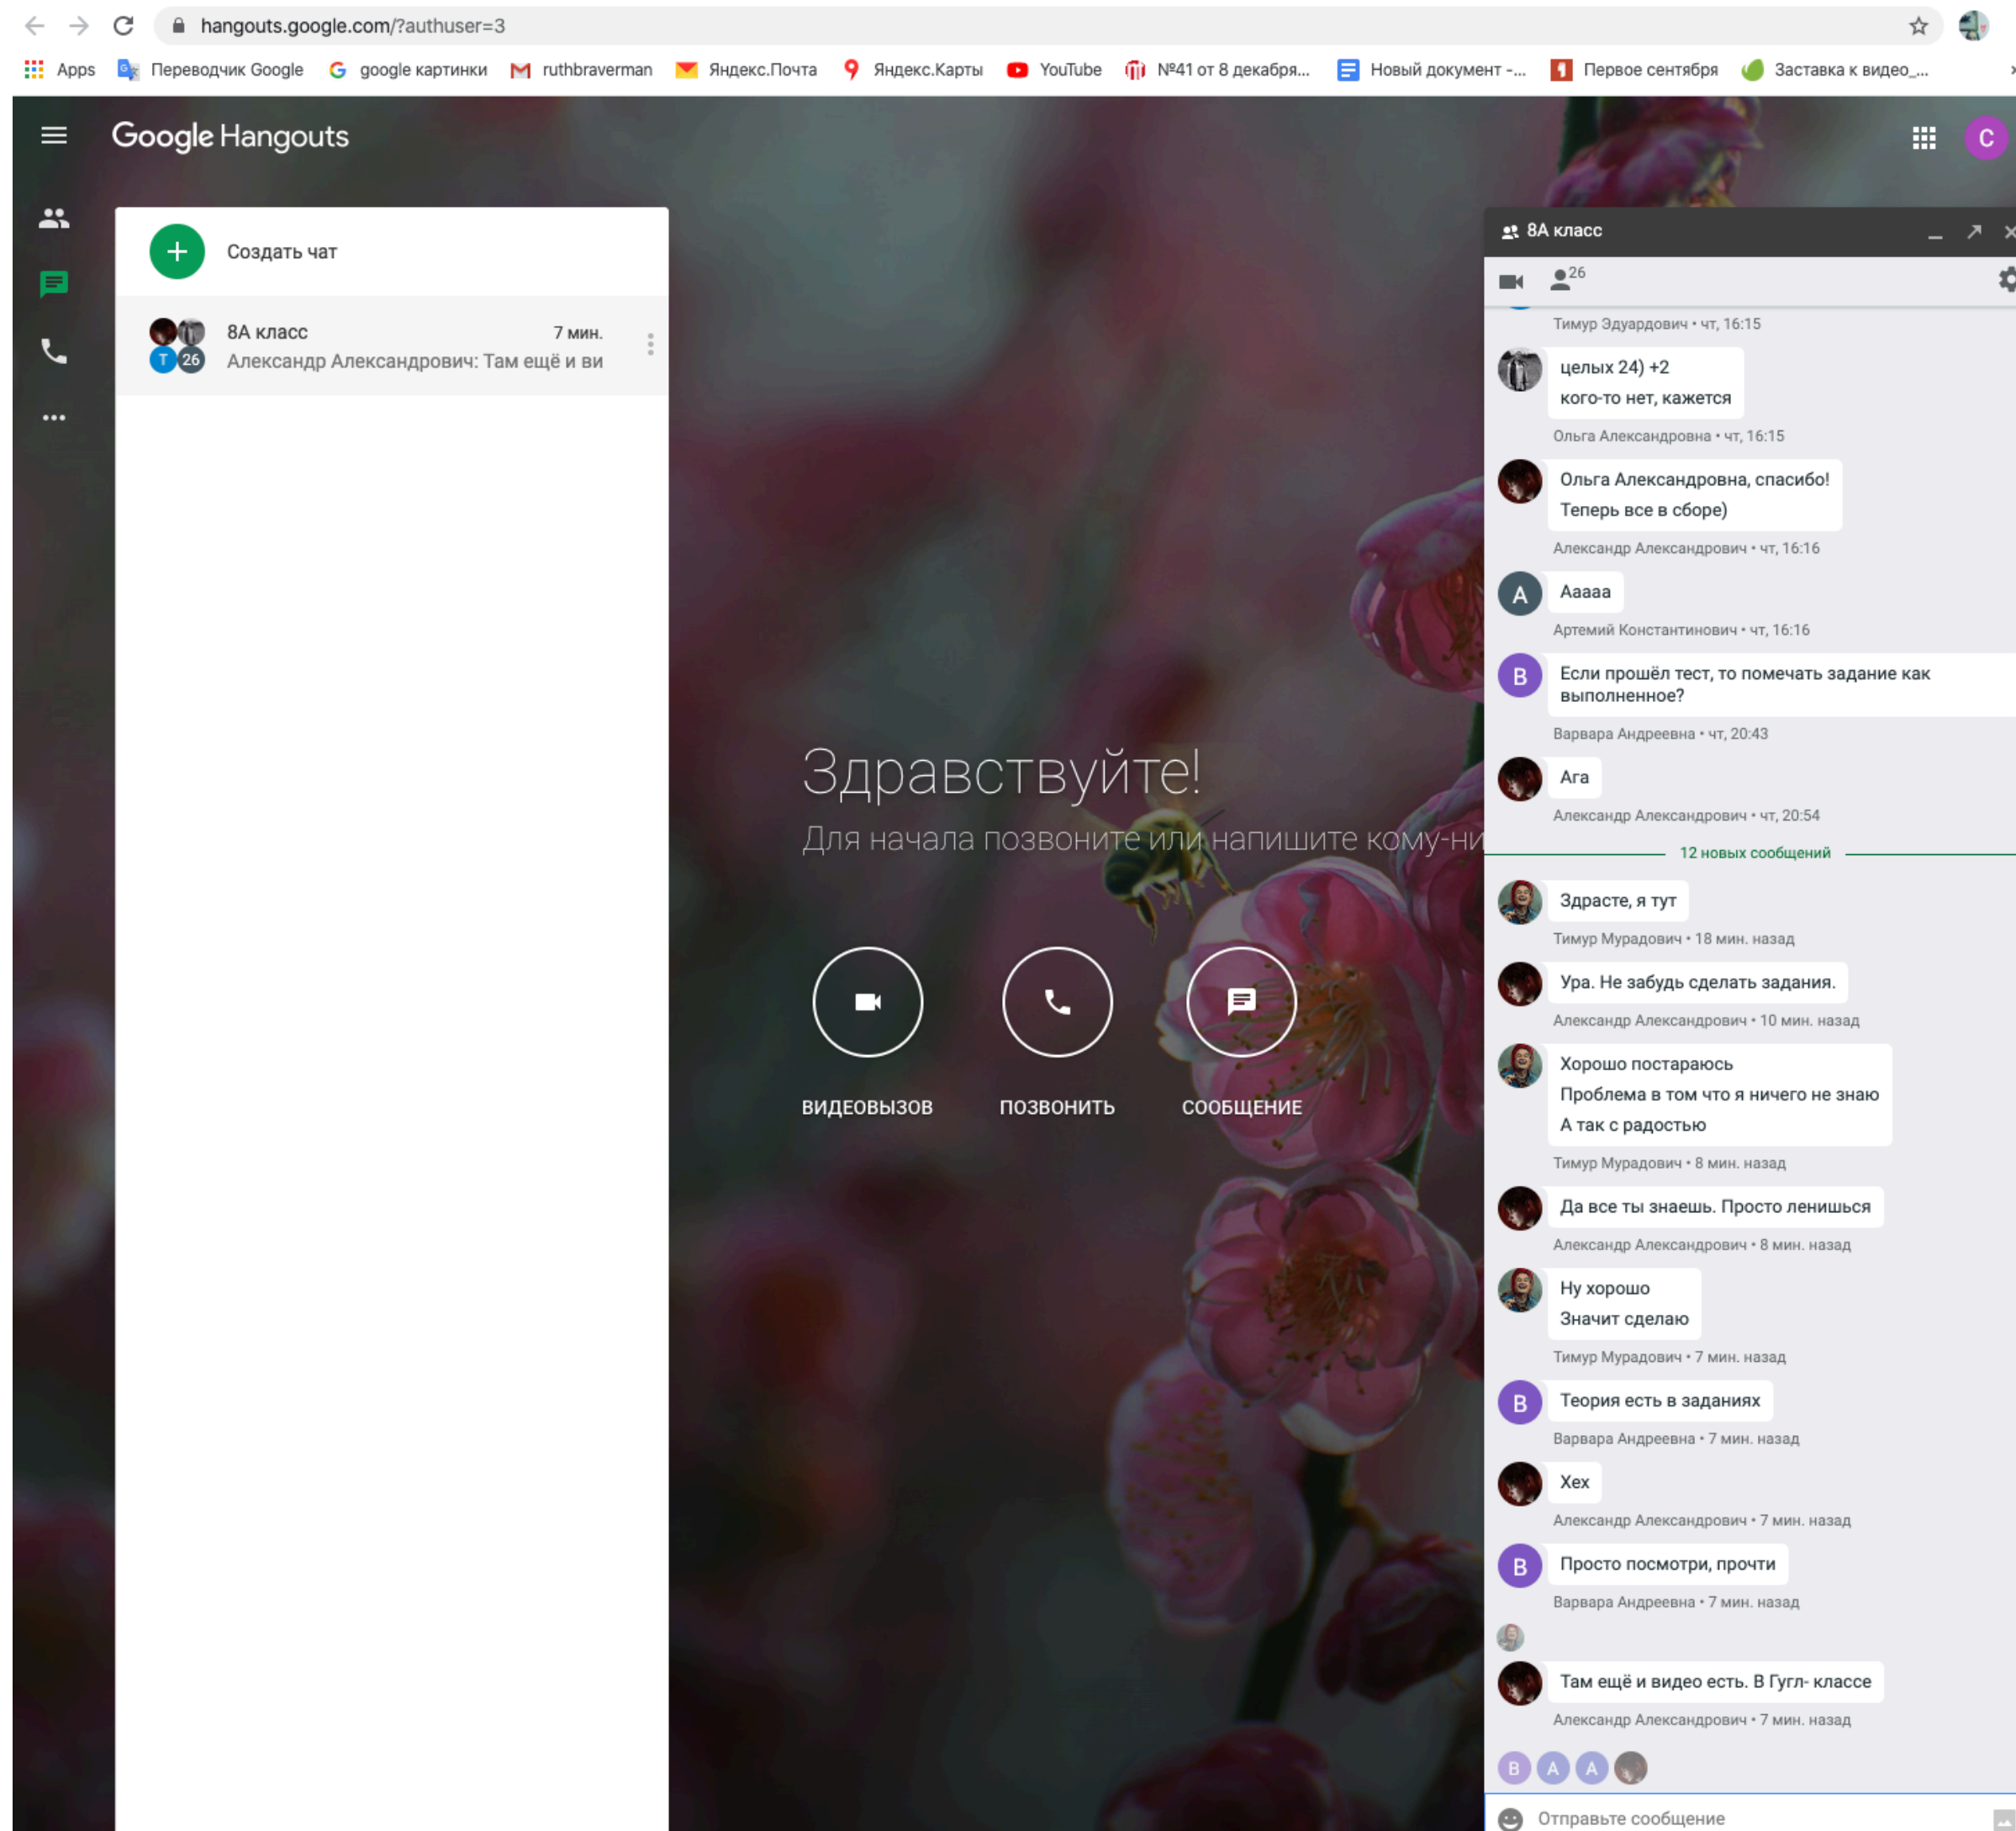 hangouts.google.com/?authuser=3
Apps Переводчик Google google картинки ruthbraverman Яндекс.Почта Яндекс.Карты YouTube №41 от 8 декабря... Новый документ -... Первое сентября Заставка к видео_...
Google Hangouts
C
Создать чат
8А класс 7 мин.
T 26 Александр Александрович: Там ещё и ви
Здравствуйте!
Для начала позвоните или напишите кому-ни
ВИДЕОВЫЗОВ ПОЗВОНИТЬ СООБЩЕНИЕ
8А класс
26
Тимур Эдуардович • чт, 16:15
целых 24) +2
кого-то нет, кажется
Ольга Александровна • чт, 16:15
Ольга Александровна, спасибо!
Теперь все в сборе)
Александр Александрович • чт, 16:16
A Ааааа
Артемий Константинович • чт, 16:16
В Если прошёл тест, то помечать задание как
выполненное?
Варвара Андреевна • чт, 20:43
Ага
Александр Александрович • чт, 20:54
12 новых сообщений
Здрасте, я тут
Тимур Мурадович • 18 мин. назад
Ура. Не забудь сделать задания.
Александр Александрович • 10 мин. назад
Хорошо постараюсь
Проблема в том что я ничего не знаю
А так с радостью
Тимур Мурадович • 8 мин. назад
Да все ты знаешь. Просто ленишься
Александр Александрович • 8 мин. назад
Ну хорошо
Значит сделаю
Тимур Мурадович • 7 мин. назад
В Теория есть в заданиях
Варвара Андреевна • 7 мин. назад
Хех
Александр Александрович • 7 мин. назад
В Просто посмотри, прочти
Варвара Андреевна • 7 мин. назад
Там ещё и видео есть. В Гугл- классе
Александр Александрович • 7 мин. назад
В А А
Отправьте сообщение